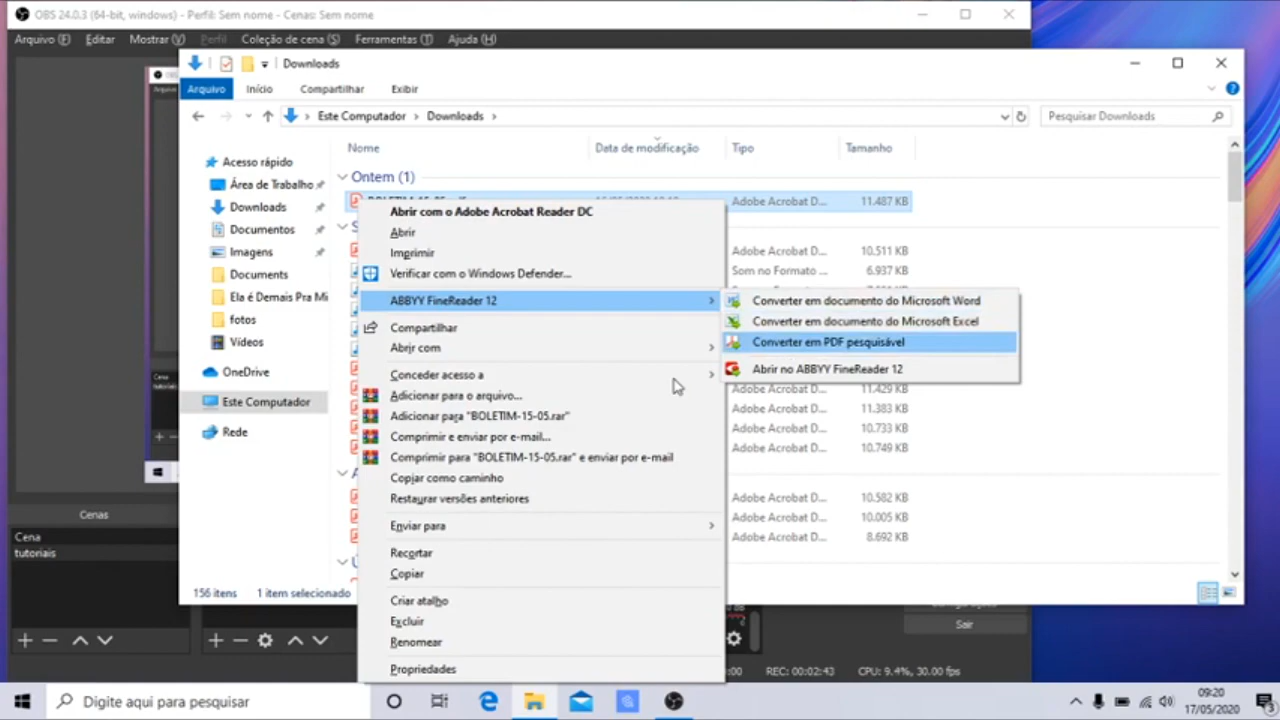 OBS 24.0.3 (64-bit, windows) - Perfil: Sem nome - Cenas: Sem nome
Arquivo (F) Editar Mostrar (V) Perfil Coleção de cena (S) Ferramentas (T) Ajuda (H)
Downloads
Arquivo Início Compartilhar Exibir
Este Computador > Downloads >
Pesquisar Downloads
Nome Data de modificação Tipo Tamanho
Acesso rápido
Área de Trabalho
Downloads
Documentos
Imagens
Documents
Ela é Demais Pra Mi
fotos
Vídeos
OneDrive
Este Computador
Rede
Ontem (1)
Adobe Acrobat D... 11.487 KB
Adobe Acrobat D... 10.511 KB
Som no Formato ... 6.937 KB
Adobe Acrobat D... 11.429 KB
Adobe Acrobat D... 11.383 KB
Adobe Acrobat D... 10.733 KB
Adobe Acrobat D... 10.749 KB
Adobe Acrobat D... 10.582 KB
Adobe Acrobat D... 10.005 KB
Adobe Acrobat D... 8.692 KB
Abrir com o Adobe Acrobat Reader DC
Abrir
Imprimir
Verificar com o Windows Defender...
ABBYY FineReader 12
Compartilhar
Abrir com
Conceder acesso a
Adicionar para o arquivo...
Adicionar para "BOLETIM-15-05.rar"
Comprimir e enviar por e-mail...
Comprimir para "BOLETIM-15-05.rar" e enviar por e-mail
Copiar como caminho
Restaurar versões anteriores
Enviar para
Recortar
Copiar
Criar atalho
Excluir
Renomear
Propriedades
Converter em documento do Microsoft Word
Converter em documento do Microsoft Excel
Converter em PDF pesquisável
Abrir no ABBYY FineReader 12
156 itens 1 item selecionado
Cenas
Cena
tutoriais
Sair
REC: 00:02:43 CPU: 9.4%, 30.00 fps
Digite aqui para pesquisar
09:20
17/05/2020
3